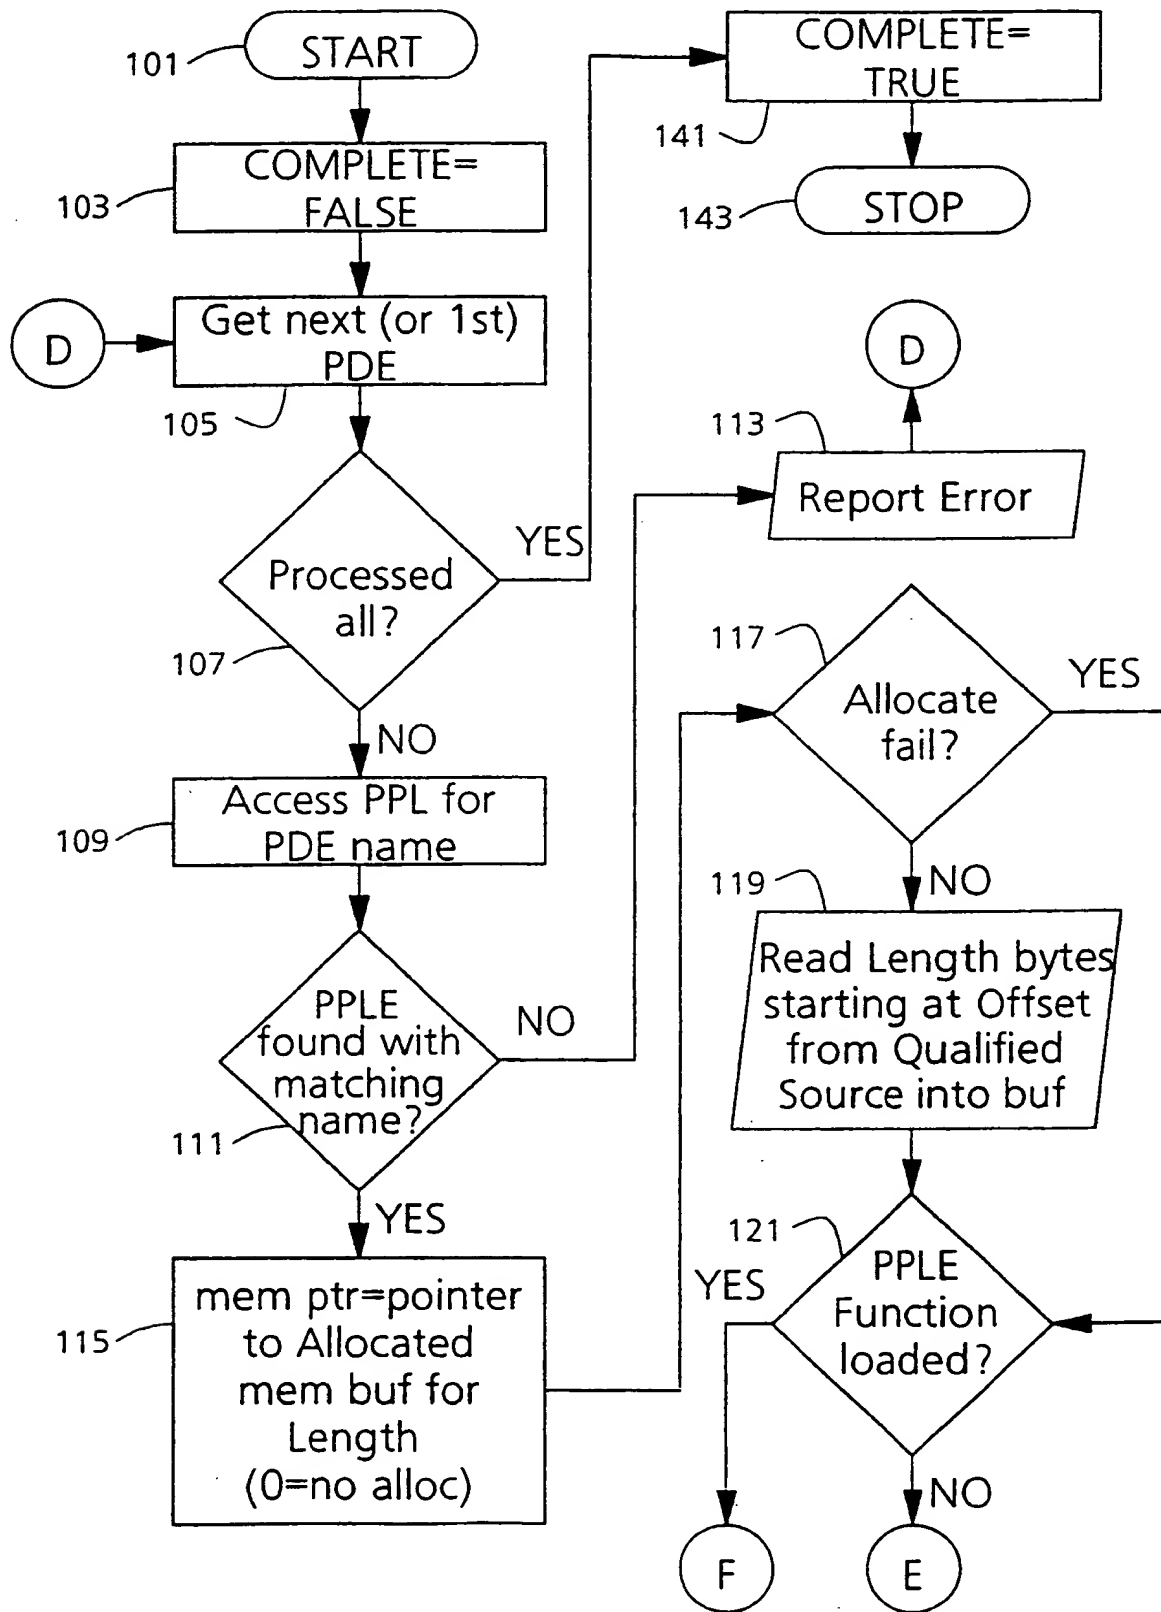 START
101
COMPLETE=
FALSE
103
D
Get next (or 1st)
PDE
105
Processed
all?
107
YES
NO
Access PPL for
PDE name
109
PPLE
found with
matching
name?
111
NO
YES
mem ptr=pointer
to Allocated
mem buf for
Length
(0=no alloc)
115
COMPLETE=
TRUE
141
STOP
143
D
113
Report Error
117
Allocate
fail?
YES
NO
119
Read Length bytes
starting at Offset
from Qualified
Source into buf
121
PPLE
Function
loaded?
YES
NO
F
E